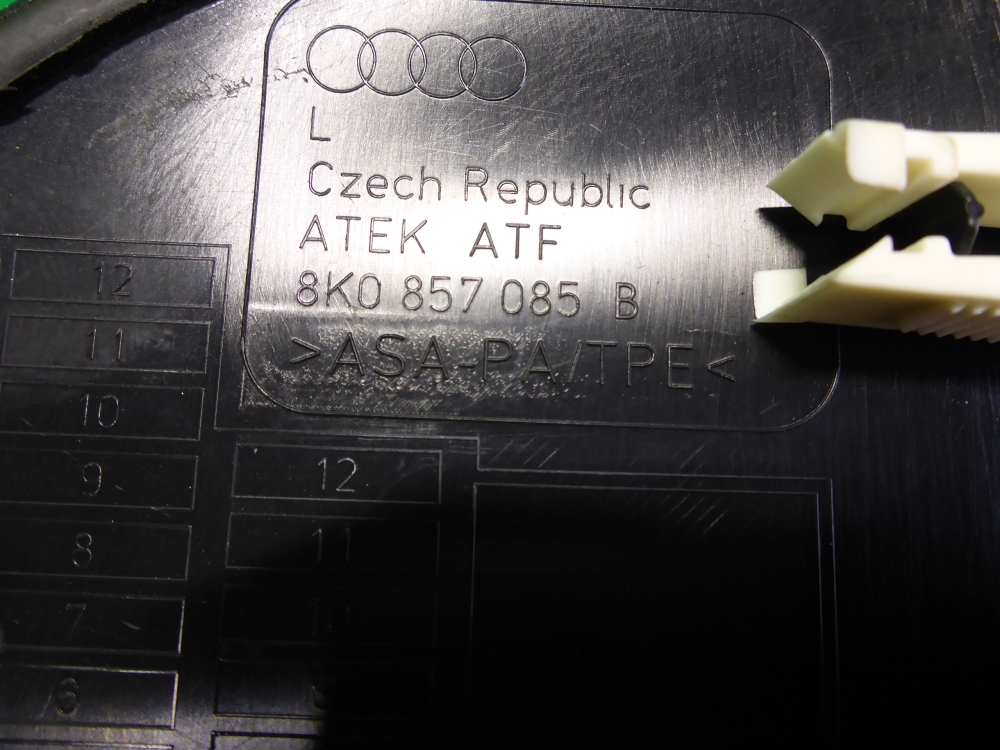 L
Czech Republic
ATEK ATF
8K0 857 085 B
>ASA-PA/TPE<
12
11
10
9
8
7
6
12
11
10